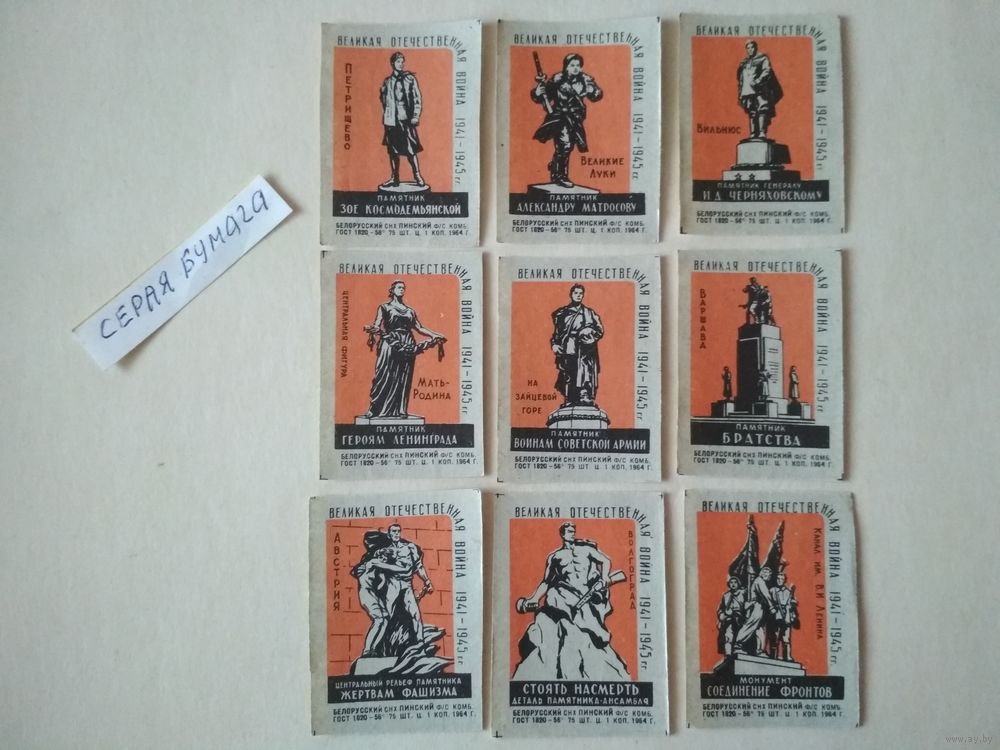 СЕРАЯ БУМАГА
ВЕЛИКАЯ ОТЕЧЕСТВЕННАЯ ВОЙНА 1941-1945 гг.
ПЕТРИЩЕВО
ПАМЯТНИК
ЗОЕ КОСМОДЕМЬЯНСКОЙ
БЕЛОРУССКИЙ СНХ ПИНСКИЙ Ф/С КОМБ.
ГОСТ 1820-56* 75 ШТ. Ц. 1 КОП. 1964 Г.
ВЕЛИКАЯ ОТЕЧЕСТВЕННАЯ ВОЙНА 1941-1945 гг.
ВЕЛИКИЕ
ЛУКИ
ПАМЯТНИК
АЛЕКСАНДРУ МАТРОСОВУ
БЕЛОРУССКИЙ СНХ ПИНСКИЙ Ф/С КОМБ.
ГОСТ 1820-56* 75 ШТ. Ц. 1 КОП. 1964 Г.
ВЕЛИКАЯ ОТЕЧЕСТВЕННАЯ ВОЙНА 1941-1945 гг.
ВИЛЬНЮС
ПАМЯТНИК ГЕНЕРАЛУ
И Д ЧЕРНЯХОВСКОМУ
БЕЛОРУССКИЙ СНХ ПИНСКИЙ Ф/С КОМБ.
ГОСТ 1820-56* 75 ШТ. Ц. 1 КОП. 1964 Г.
ВЕЛИКАЯ ОТЕЧЕСТВЕННАЯ ВОЙНА 1941-1945 гг.
ЦЕНТРАЛЬНАЯ ФИГУРА
МАТЬ-
РОДИНА
ПАМЯТНИК
ГЕРОЯМ ЛЕНИНГРАДА
БЕЛОРУССКИЙ СНХ ПИНСКИЙ Ф/С КОМБ.
ГОСТ 1820-56* 75 ШТ. Ц. 1 КОП. 1964 Г.
ВЕЛИКАЯ ОТЕЧЕСТВЕННАЯ ВОЙНА 1941-1945 гг.
НА
ЗАЙЦЕВОЙ
ГОРЕ
ПАМЯТНИК
ВОИНАМ СОВЕТСКОЙ АРМИИ
БЕЛОРУССКИЙ СНХ ПИНСКИЙ Ф/С КОМБ.
ГОСТ 1820-56* 75 ШТ. Ц. 1 КОП. 1964 Г.
ВЕЛИКАЯ ОТЕЧЕСТВЕННАЯ ВОЙНА 1941-1945 гг.
ВАРШАВА
ПАМЯТНИК
БРАТСТВА
БЕЛОРУССКИЙ СНХ ПИНСКИЙ Ф/С КОМБ.
ГОСТ 1820-56* 75 ШТ. Ц. 1 КОП. 1964 Г.
ВЕЛИКАЯ ОТЕЧЕСТВЕННАЯ ВОЙНА 1941-1945 гг.
АВСТРИЯ
ЦЕНТРАЛЬНЫЙ РЕЛЬЕФ ПАМЯТНИКА
ЖЕРТВАМ ФАШИЗМА
БЕЛОРУССКИЙ СНХ ПИНСКИЙ Ф/С КОМБ.
ГОСТ 1820-56* 75 ШТ. Ц. 1 КОП. 1964 Г.
ВЕЛИКАЯ ОТЕЧЕСТВЕННАЯ ВОЙНА 1941-1945 гг.
ВОЛГОГРАД
СТОЯТЬ НАСМЕРТЬ
ДЕТАЛЬ ПАМЯТНИКА-АНСАМБЛЯ
БЕЛОРУССКИЙ СНХ ПИНСКИЙ Ф/С КОМБ.
ГОСТ 1820-56* 75 ШТ. Ц. 1 КОП. 1964 Г.
ВЕЛИКАЯ ОТЕЧЕСТВЕННАЯ ВОЙНА 1941-1945 гг.
КАНАЛ ИМ. В.И ЛЕНИНА
МОНУМЕНТ
СОЕДИНЕНИЕ ФРОНТОВ
БЕЛОРУССКИЙ СНХ ПИНСКИЙ Ф/С КОМБ.
ГОСТ 1820-56* 75 ШТ. Ц. 1 КОП. 1964 Г.
www.ay.by